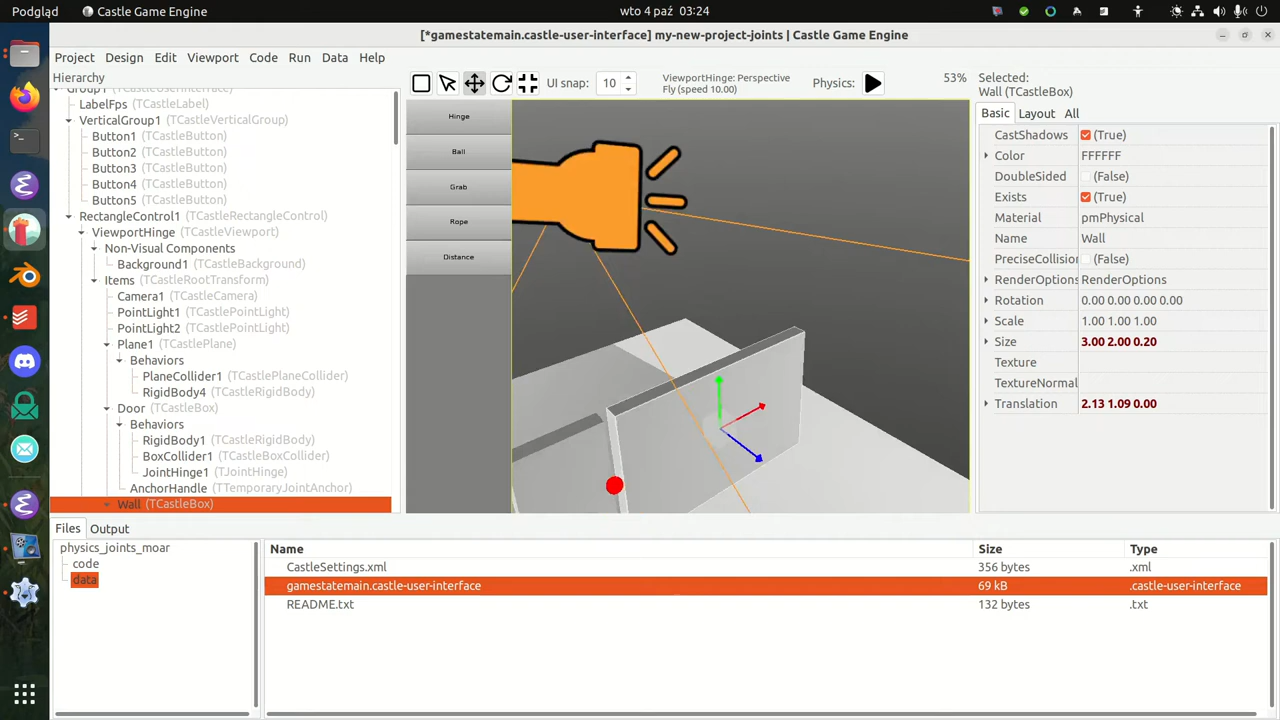 Podgląd
Castle Game Engine
wto 4 paź 03:24
[*gamestatemain.castle-user-interface] my-new-project-joints | Castle Game Engine
Project Design Edit Viewport Code Run Data Help
Hierarchy
Group1 (TCastleUserInterface)
LabelFps (TCastleLabel)
VerticalGroup1 (TCastleVerticalGroup)
Button1 (TCastleButton)
Button2 (TCastleButton)
Button3 (TCastleButton)
Button4 (TCastleButton)
Button5 (TCastleButton)
RectangleControl1 (TCastleRectangleControl)
ViewportHinge (TCastleViewport)
Non-Visual Components
Background1 (TCastleBackground)
Items (TCastleRootTransform)
Camera1 (TCastleCamera)
PointLight1 (TCastlePointLight)
PointLight2 (TCastlePointLight)
Plane1 (TCastlePlane)
Behaviors
PlaneCollider1 (TCastlePlaneCollider)
RigidBody4 (TCastleRigidBody)
Door (TCastleBox)
Behaviors
RigidBody1 (TCastleRigidBody)
BoxCollider1 (TCastleBoxCollider)
JointHinge1 (TJointHinge)
AnchorHandle (TTemporaryJointAnchor)
Wall (TCastleBox)
UI snap: 10
ViewportHinge: Perspective
Fly (speed 10.00)
Physics:
53%
Hinge
Ball
Grab
Rope
Distance
Selected:
Wall (TCastleBox)
Basic Layout All
CastShadows (True)
Color FFFFFF
DoubleSided (False)
Exists (True)
Material pmPhysical
Name Wall
PreciseCollision (False)
RenderOptions RenderOptions
Rotation 0.00 0.00 0.00 0.00
Scale 1.00 1.00 1.00
Size 3.00 2.00 0.20
Texture
TextureNormal
Translation 2.13 1.09 0.00
Files Output
physics_joints_moar
code
data
Name Size Type
CastleSettings.xml 356 bytes .xml
gamestatemain.castle-user-interface 69 kB .castle-user-interface
README.txt 132 bytes .txt